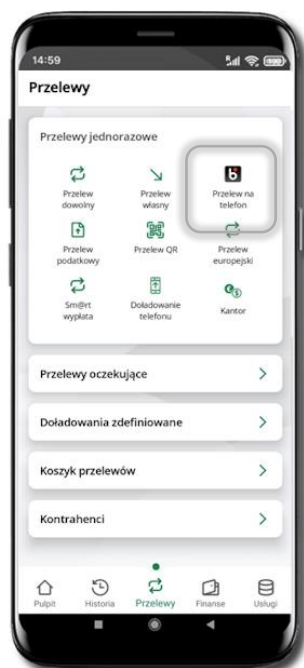 14:59
Przelewy
Przelewy jednorazowe
Przelew
dowolny
Przelew
własny
Przelew na
telefon
Przelew
podatkowy
Przelew QR
Przelew
europejski
Sm@rt
wypłata
Doładowanie
telefonu
Kantor
Przelewy oczekujące
Doładowania zdefiniowane
Koszyk przelewów
Kontrahenci
Pulpit
Historia
Przelewy
Finanse
Usługi